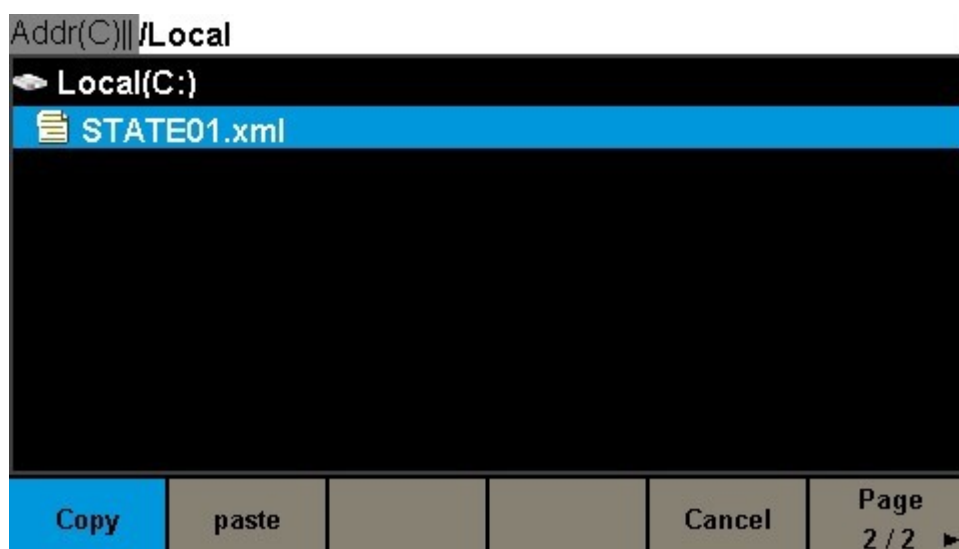 Addr(C)|| /Local
Local(C:)
STATE01.xml
Copy
paste
Cancel
Page
2/2 ►